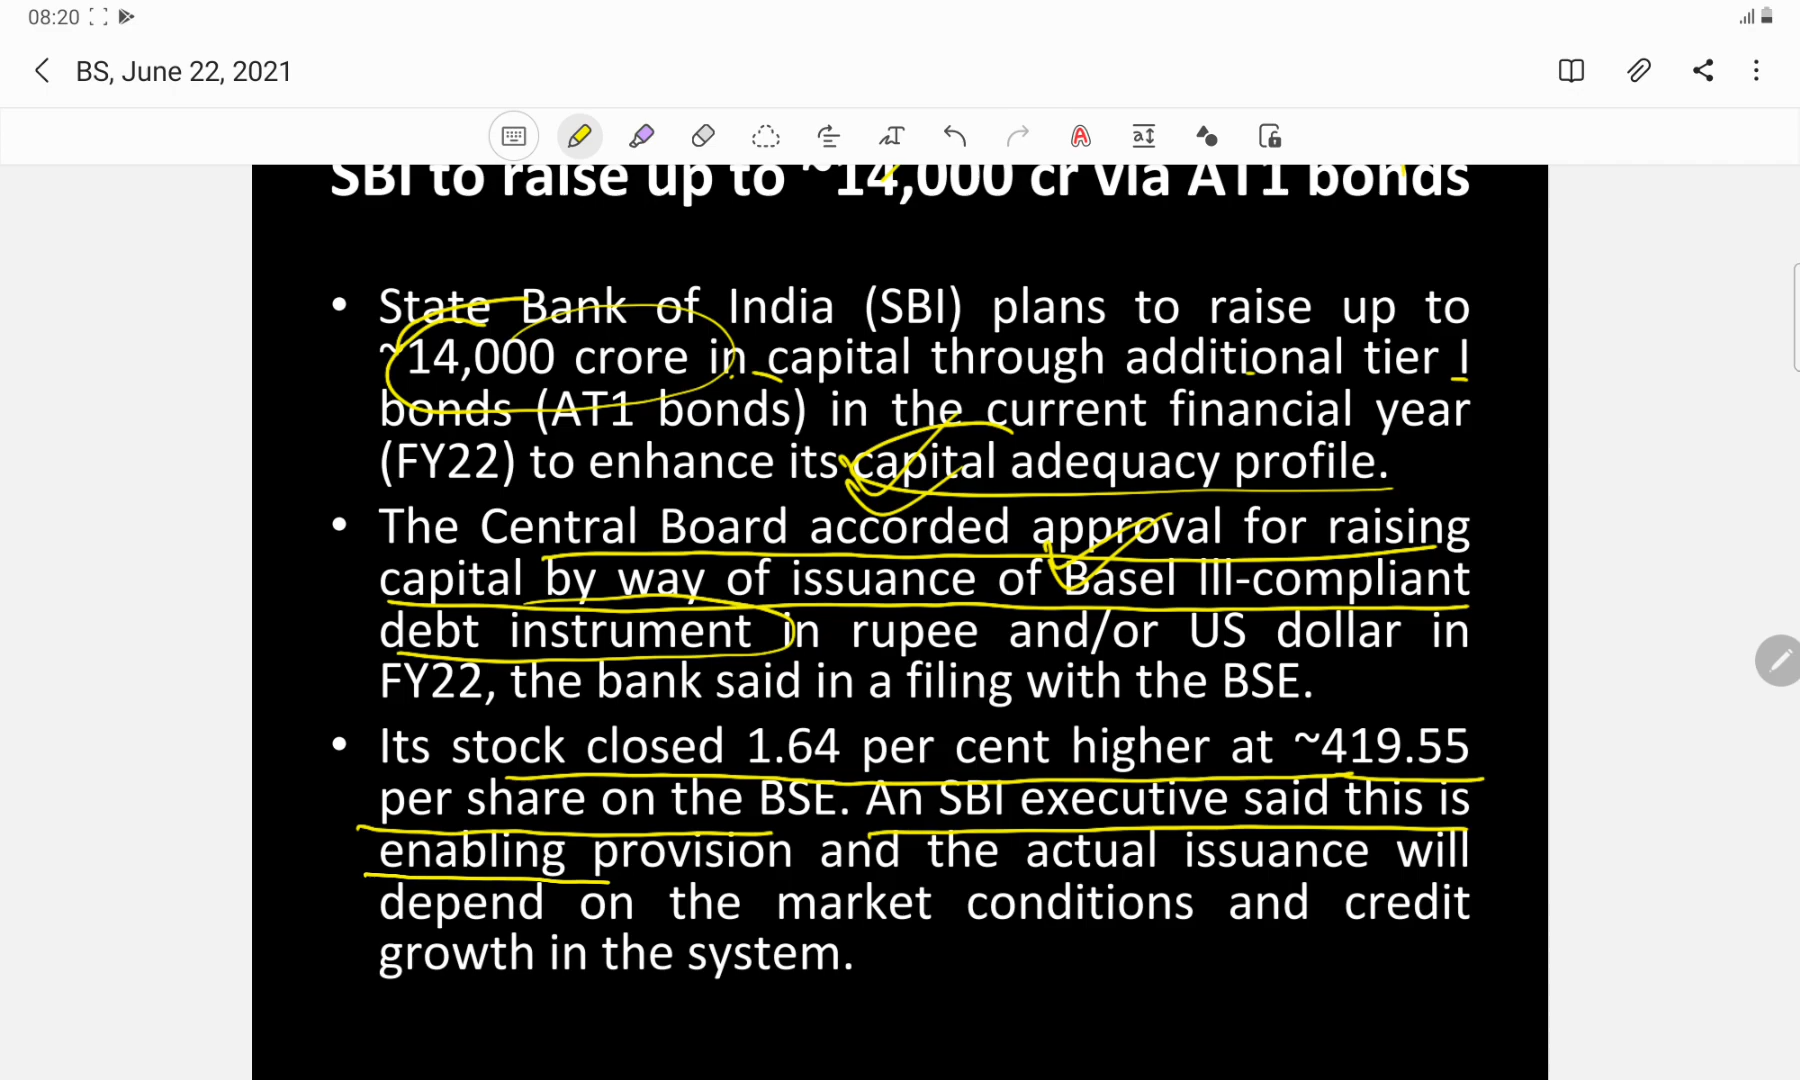 08:20
BS, June 22, 2021
SBI to raise up to ~14,000 cr via AT1 bonds
• State Bank of India (SBI) plans to raise up to
~14,000 crore in capital through additional tier I
bonds (AT1 bonds) in the current financial year
(FY22) to enhance its capital adequacy profile.
• The Central Board accorded approval for raising
capital by way of issuance of Basel III-compliant
debt instrument in rupee and/or US dollar in
FY22, the bank said in a filing with the BSE.
• Its stock closed 1.64 per cent higher at ~419.55
per share on the BSE. An SBI executive said this is
enabling provision and the actual issuance will
depend on the market conditions and credit
growth in the system.